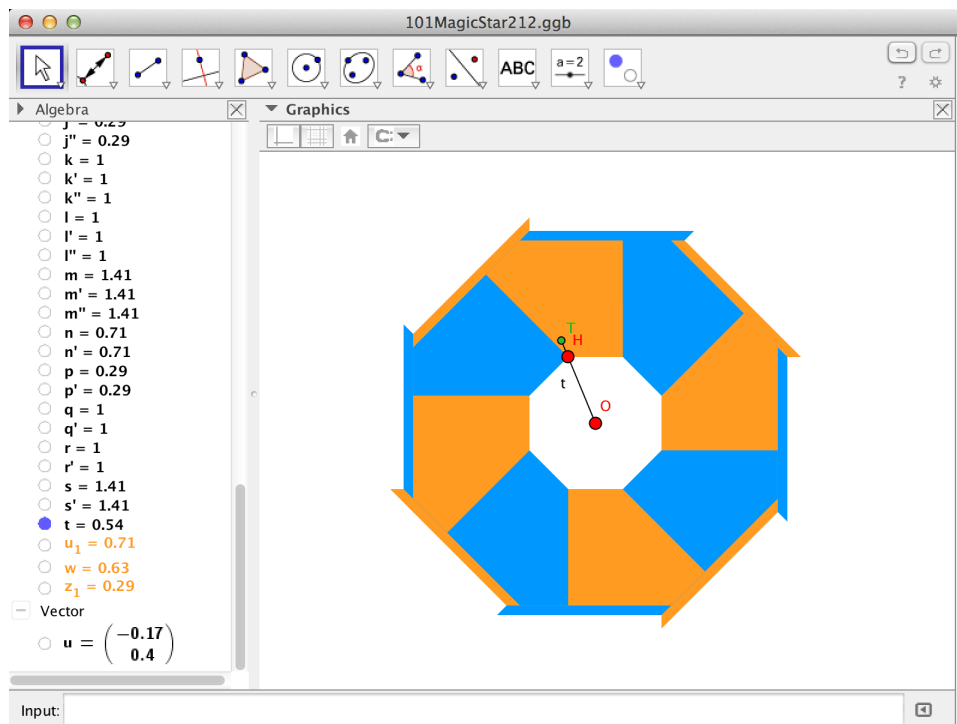 101MagicStar212.ggb
ABC
a=2
α
?
Algebra
Graphics
j' = 0.29
j" = 0.29
k = 1
k' = 1
k" = 1
l = 1
l' = 1
l" = 1
m = 1.41
m' = 1.41
m" = 1.41
n = 0.71
n' = 0.71
p = 0.29
p' = 0.29
q = 1
q' = 1
r = 1
r' = 1
s = 1.41
s' = 1.41
t = 0.54
u₁ = 0.71
w = 0.63
z₁ = 0.29
Vector
u = (−0.17
0.4)
T
H
t
O
Input: